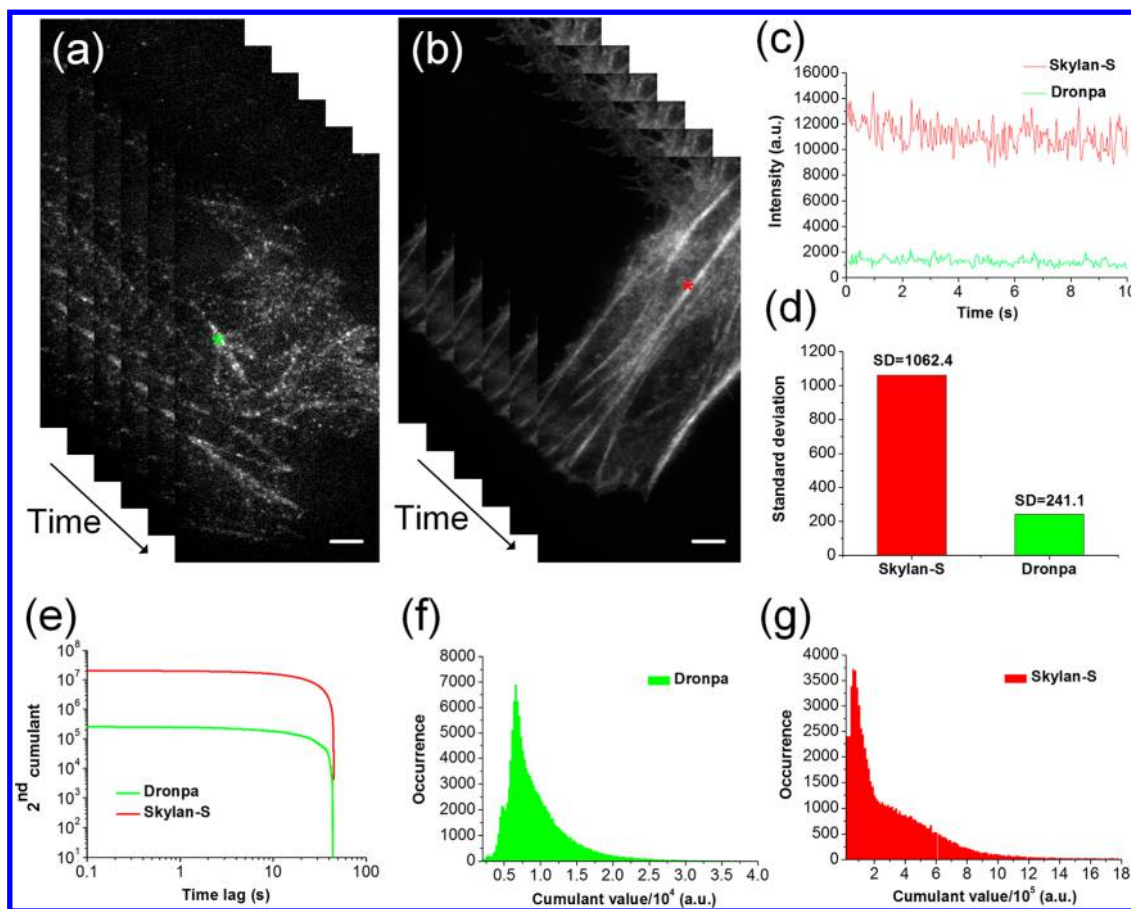 (a)
Time
(b)
Time
(c)
Intensity (a.u.)
16000
14000
12000
10000
8000
6000
4000
2000
0
Skylan-S
Dronpa
0 2 4 6 8 10
Time (s)
(d)
Standard deviation
1200
1000
800
600
400
200
0
SD=1062.4
SD=241.1
Skylan-S Dronpa
(e)
2nd cumulant
10^8
10^7
10^6
10^5
10^4
10^3
10^2
10^1
Dronpa
Skylan-S
0.1 1 10 100
Time lag (s)
(f)
Occurrence
8000
7000
6000
5000
4000
3000
2000
1000
0
Dronpa
0.5 1.0 1.5 2.0 2.5 3.0 3.5 4.0
Cumulant value/10^4 (a.u.)
(g)
Occurrence
4000
3500
3000
2500
2000
1500
1000
500
0
Skylan-S
2 4 6 8 10 12 14 16 18
Cumulant value/10^5 (a.u.)